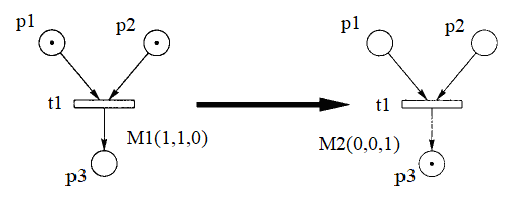 p1 p2
t1
M1(1,1,0)
p3
p1 p2
t1
M2(0,0,1)
p3